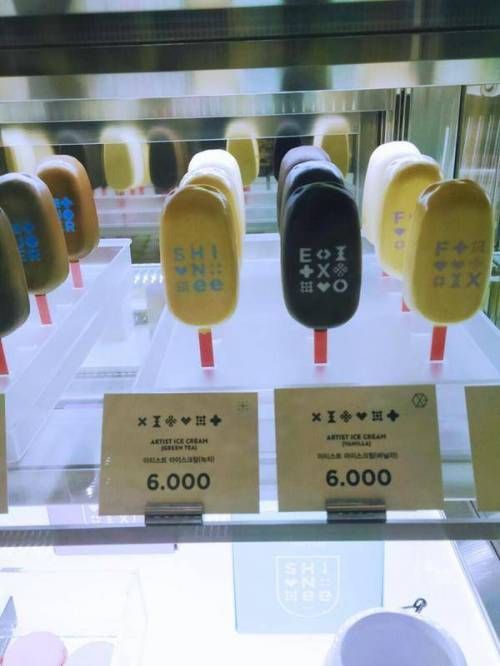 SHI
N
ee
E
X
O
F
X
ER
ARTIST ICE CREAM
(GREEN TEA)
아티스트 아이스크림(녹차)
6.000
ARTIST ICE CREAM
(VANILLA)
아티스트 아이스크림(바닐라)
6.000
SHI
N
ee